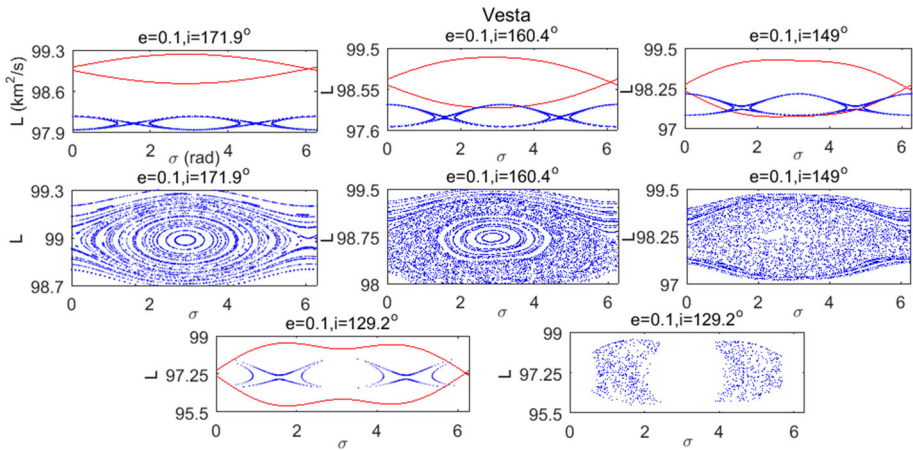 Vesta
e=0.1,i=171.9° e=0.1,i=160.4° e=0.1,i=149°
L (km²/s) 99.3 98.6 97.9 L 99.5 98.55 97.6 L 99.5 98.25 97
0 2 4 6 0 2 4 6 0 2 4 6
σ (rad) σ σ
e=0.1,i=171.9° e=0.1,i=160.4° e=0.1,i=149°
L 99.3 99 98.7 L 99.5 98.75 98 L 99.5 98.25 97
0 2 4 6 0 2 4 6 0 2 4 6
σ σ σ
e=0.1,i=129.2° e=0.1,i=129.2°
L 99 97.25 95.5 L 99 97.25 95.5
0 2 4 6 0 2 4 6
σ σ